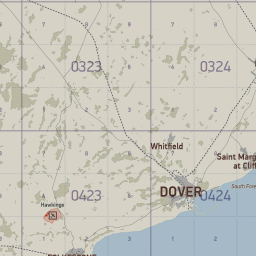 0323
0324
Whitfield
Saint Marg
at Cliff
DOVER
South Fore
0423
0424
Hawkinge